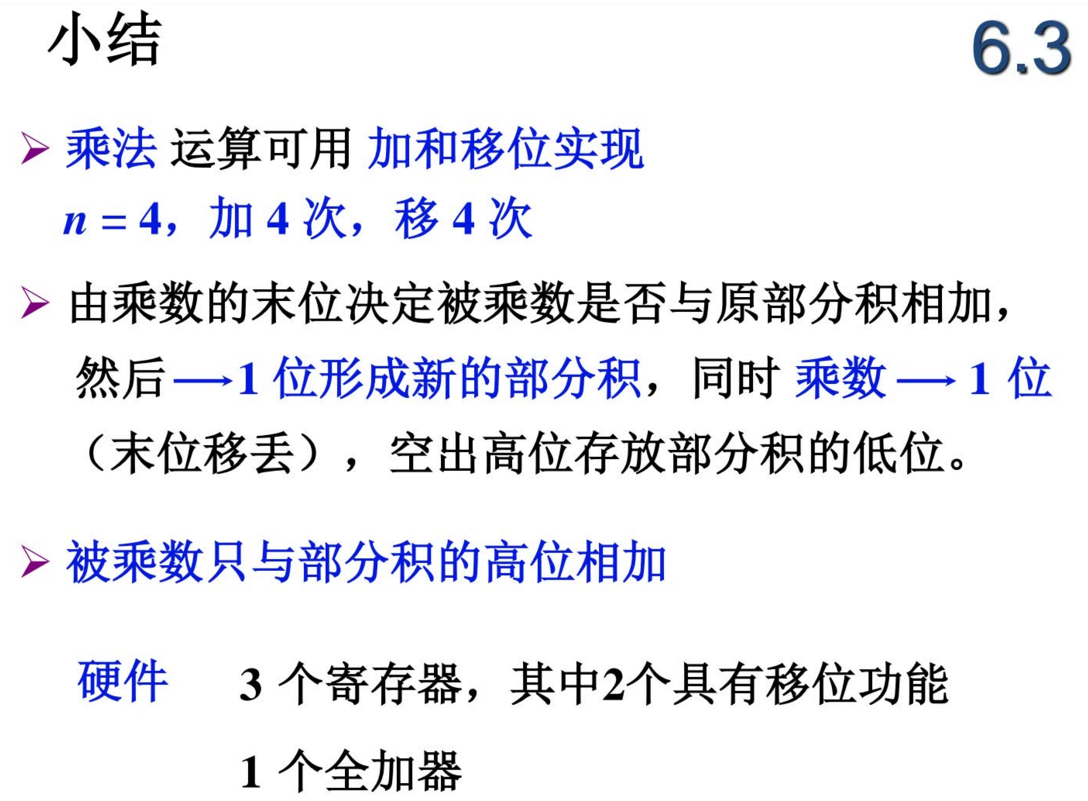 小结
6.3
➢ 乘法 运算可用 加和移位实现
n = 4，加 4 次，移 4 次
➢ 由乘数的末位决定被乘数是否与原部分积相加，
然后 → 1 位形成新的部分积，同时 乘数 → 1 位
（末位移丢），空出高位存放部分积的低位。
➢ 被乘数只与部分积的高位相加
硬件 3 个寄存器，其中2个具有移位功能
1 个全加器